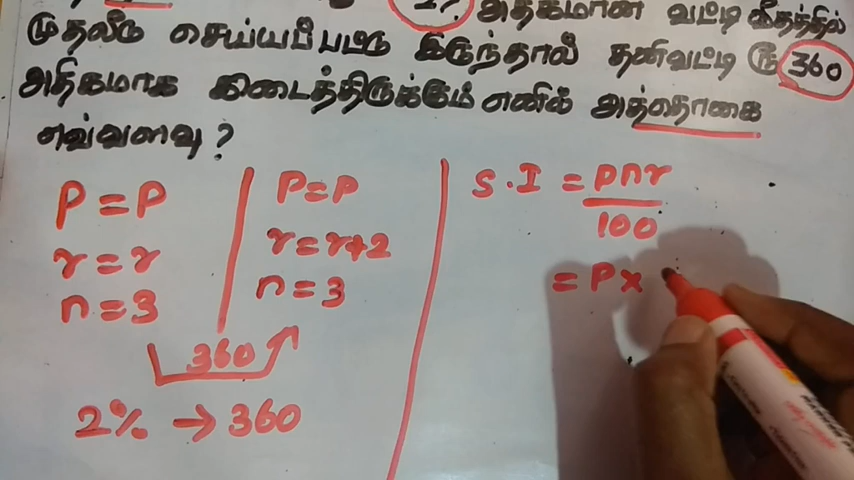 2% அதிகமான வட்டி வீதத்தில்
முதலீடு செய்யப்பட்டு இருந்தால் தனிவட்டி ரூ 360
அதிகமாக கிடைத்திருக்கும் எனில் அத்தொகை
எவ்வளவு ?
P = P
r = r
n = 3
P = P
r = r+2
n = 3
360
2% → 360
S.I = pnr
100
= P ×